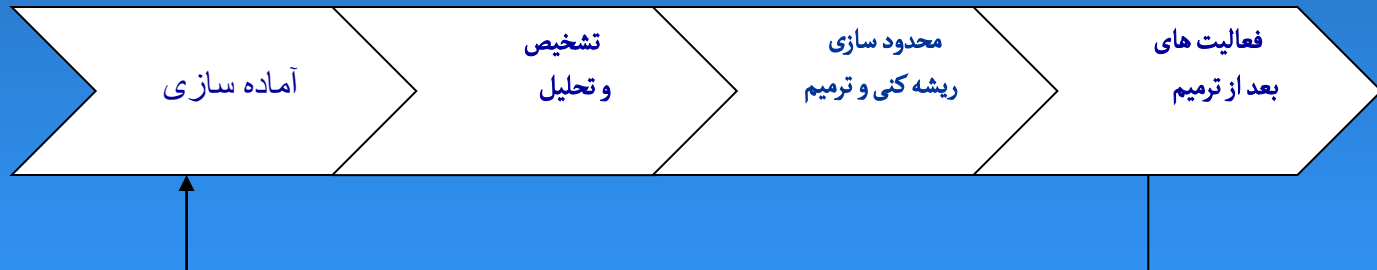 آماده سازی
تشخیص
و تحلیل
محدود سازی
ریشه کنی و ترمیم
فعالیت های
بعد از ترمیم